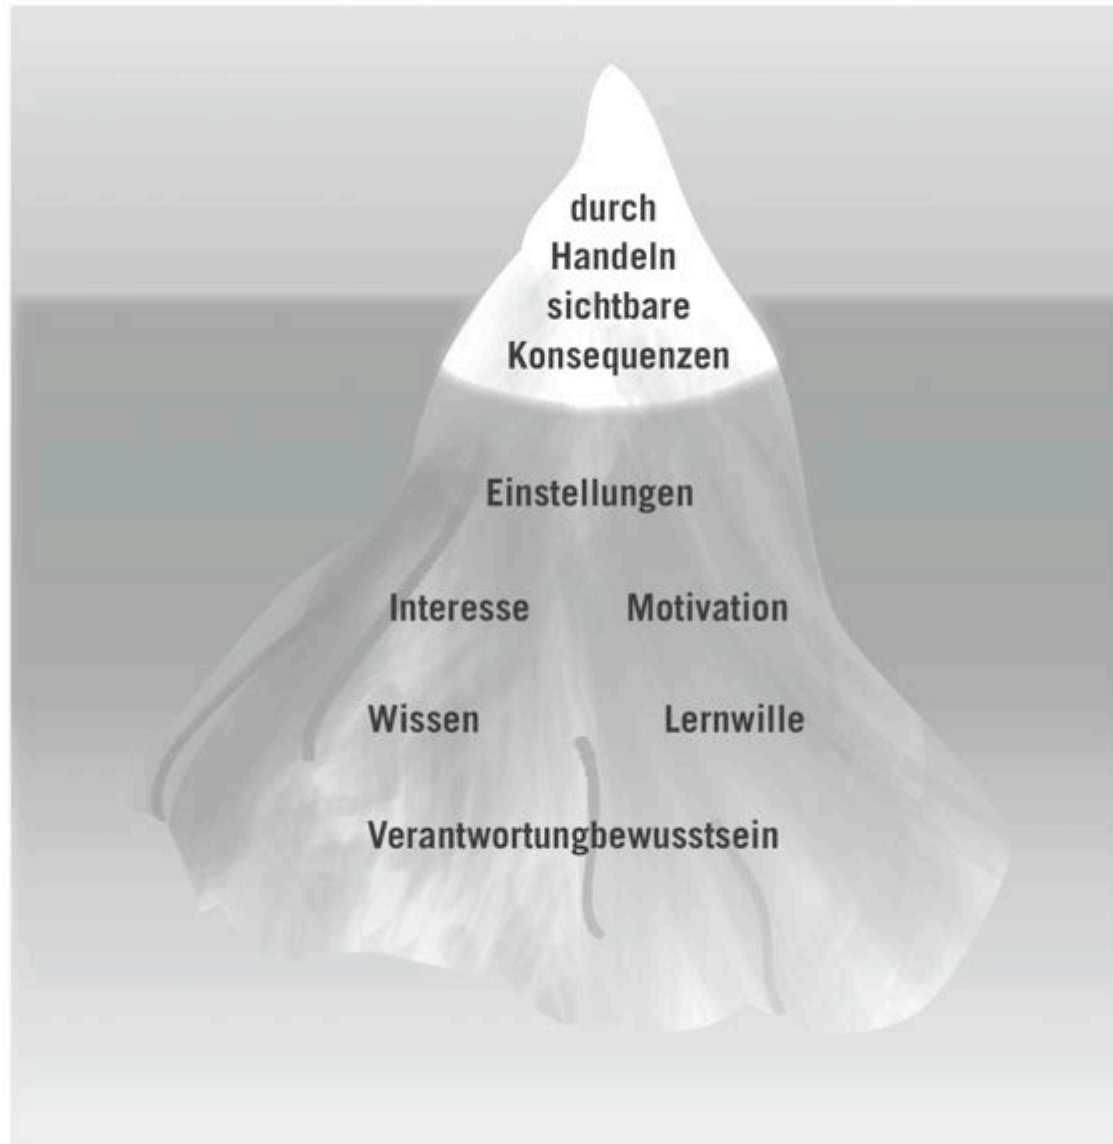 durch
Handeln
sichtbare
Konsequenzen
Einstellungen
Interesse Motivation
Wissen Lernwille
Verantwortungbewusstsein